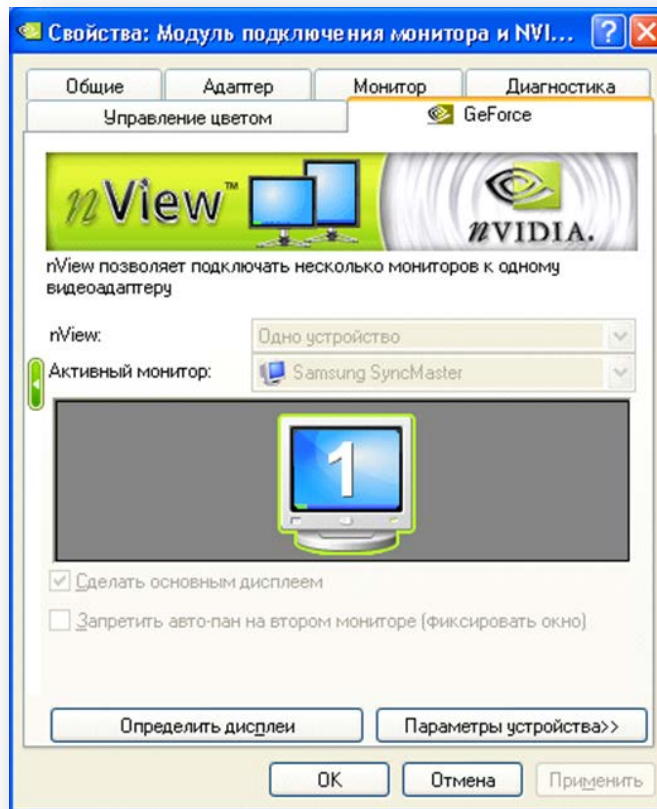 Свойства: Модуль подключения монитора и NVI...
Общие
Адаптер
Монитор
Диагностика
Управление цветом
GeForce
nView™
nVIDIA.
nView позволяет подключать несколько мониторов к одному
видеоадаптеру
nView:
Одно устройство
Активный монитор:
Samsung SyncMaster
1
Сделать основным дисплеем
Запретить авто-пан на втором мониторе (фиксировать окно)
Определить дисплеи
Параметры устройства>>
OK
Отмена
Применить